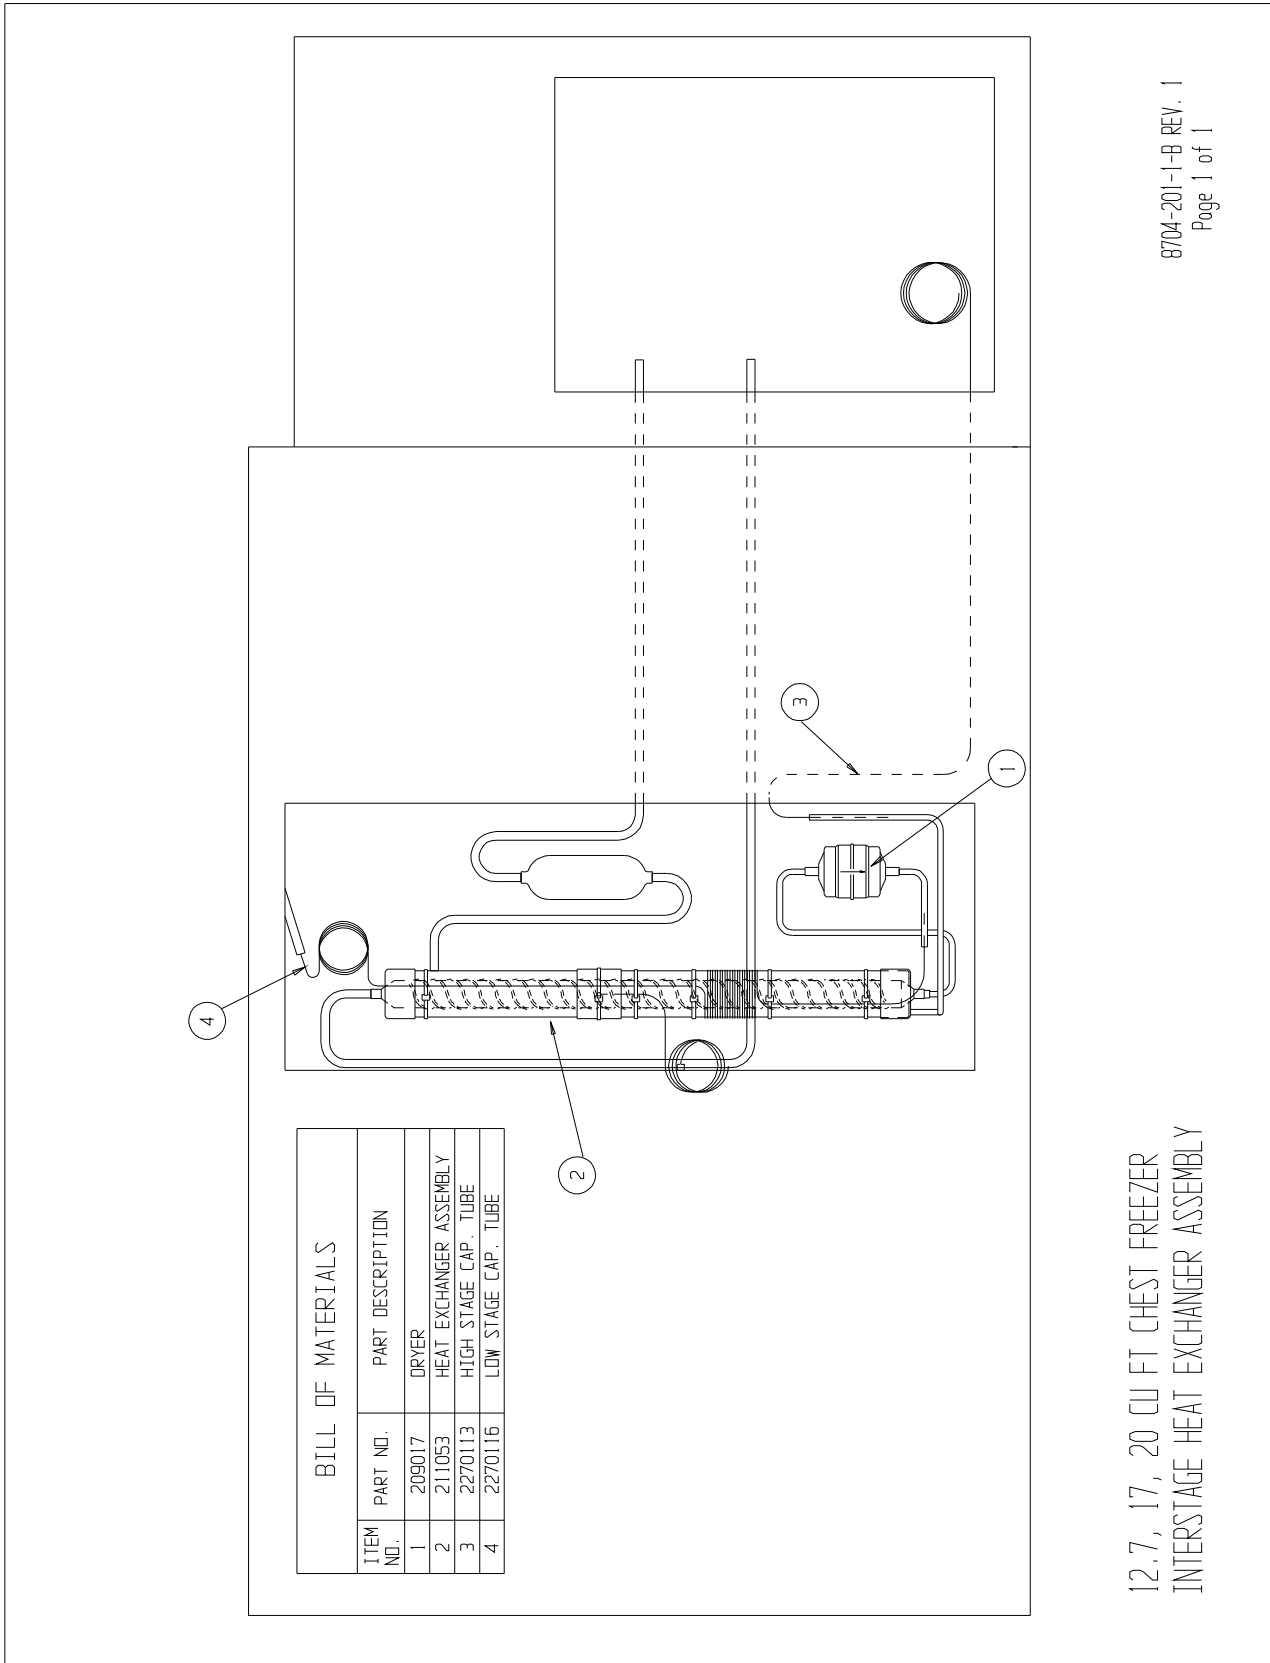 8704-201-1-B REV. 1
Page 1 of 1
3
1
4
2
BILL OF MATERIALS
ITEM NO. PART NO. PART DESCRIPTION
1 209017 DRYER
2 211053 HEAT EXCHANGER ASSEMBLY
3 2270113 HIGH STAGE CAP. TUBE
4 2270116 LOW STAGE CAP. TUBE
12.7, 17, 20 CU FT CHEST FREEZER
INTERSTAGE HEAT EXCHANGER ASSEMBLY